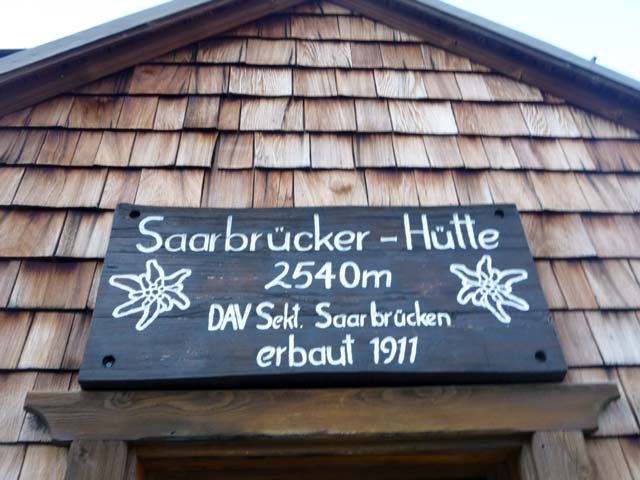 Saarbrücker - Hütte
2540m
DAV Sekt. Saarbrücken
erbaut 1911